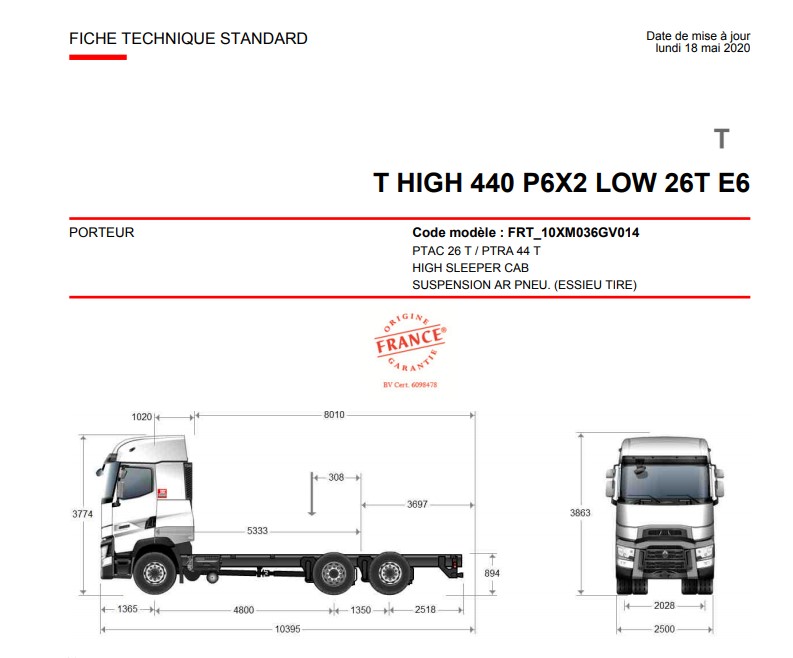 FICHE TECHNIQUE STANDARD
Date de mise à jour
lundi 18 mai 2020
T
T HIGH 440 P6X2 LOW 26T E6
PORTEUR
Code modèle : FRT_10XM036GV014
PTAC 26 T / PTRA 44 T
HIGH SLEEPER CAB
SUSPENSION AR PNEU. (ESSIEU TIRE)
ORIGINE
FRANCE®
GARANTIE
BV Cert. 6098478
1020
8010
308
3697
3774
5333
894
1365
4800
1350
2518
10395
3863
2028
2500